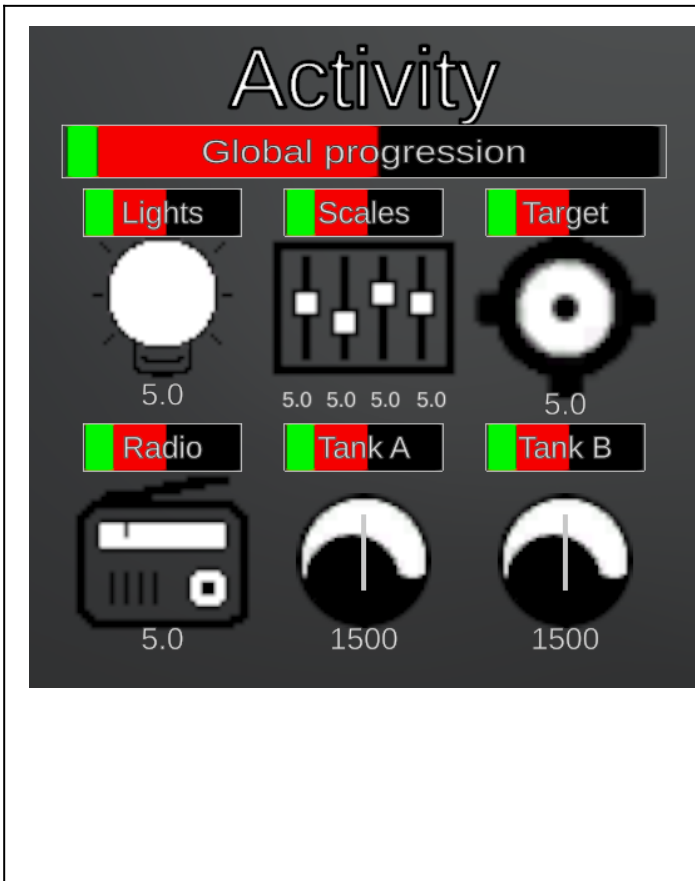 Activity
Global progression
Lights Scales Target
5.0 5.0 5.0 5.0 5.0 5.0
Radio Tank A Tank B
5.0 1500 1500